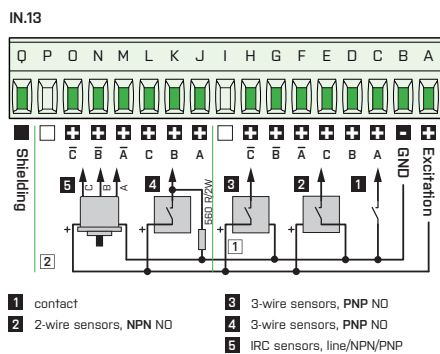 IN.13
Q P O N M L K J I H G F E D C B A
+ + + + + + + + + + + + - +
C̅ B̅ A̅ C B A C̅ B̅ A̅ C B A
Shielding
GND
Excitation
5 C B A 4 3 2 1
560 R/2W
+ + + +
1
2
1 contact
2 2-wire sensors, NPN NO
3 3-wire sensors, PNP NO
4 3-wire sensors, PNP NO
5 IRC sensors, line/NPN/PNP